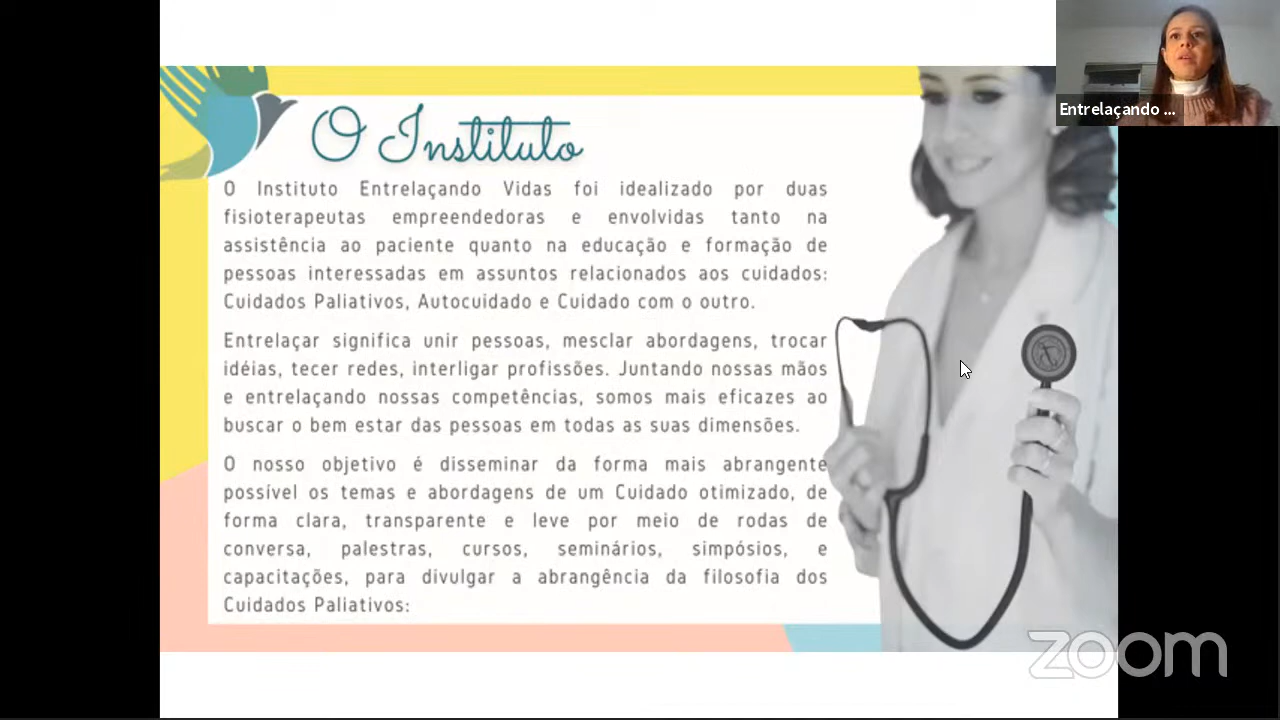 Entrelaçando ...
O Instituto
O Instituto Entrelaçando Vidas foi idealizado por duas
fisioterapeutas empreendedoras e envolvidas tanto na
assistência ao paciente quanto na educação e formação de
pessoas interessadas em assuntos relacionados aos cuidados:
Cuidados Paliativos, Autocuidado e Cuidado com o outro.
Entrelaçar significa unir pessoas, mesclar abordagens, trocar
idéias, tecer redes, interligar profissões. Juntando nossas mãos
e entrelaçando nossas competências, somos mais eficazes ao
buscar o bem estar das pessoas em todas as suas dimensões.
O nosso objetivo é disseminar da forma mais abrangente
possível os temas e abordagens de um Cuidado otimizado, de
forma clara, transparente e leve por meio de rodas de
conversa, palestras, cursos, seminários, simpósios, e
capacitações, para divulgar a abrangência da filosofia dos
Cuidados Paliativos:
zoom